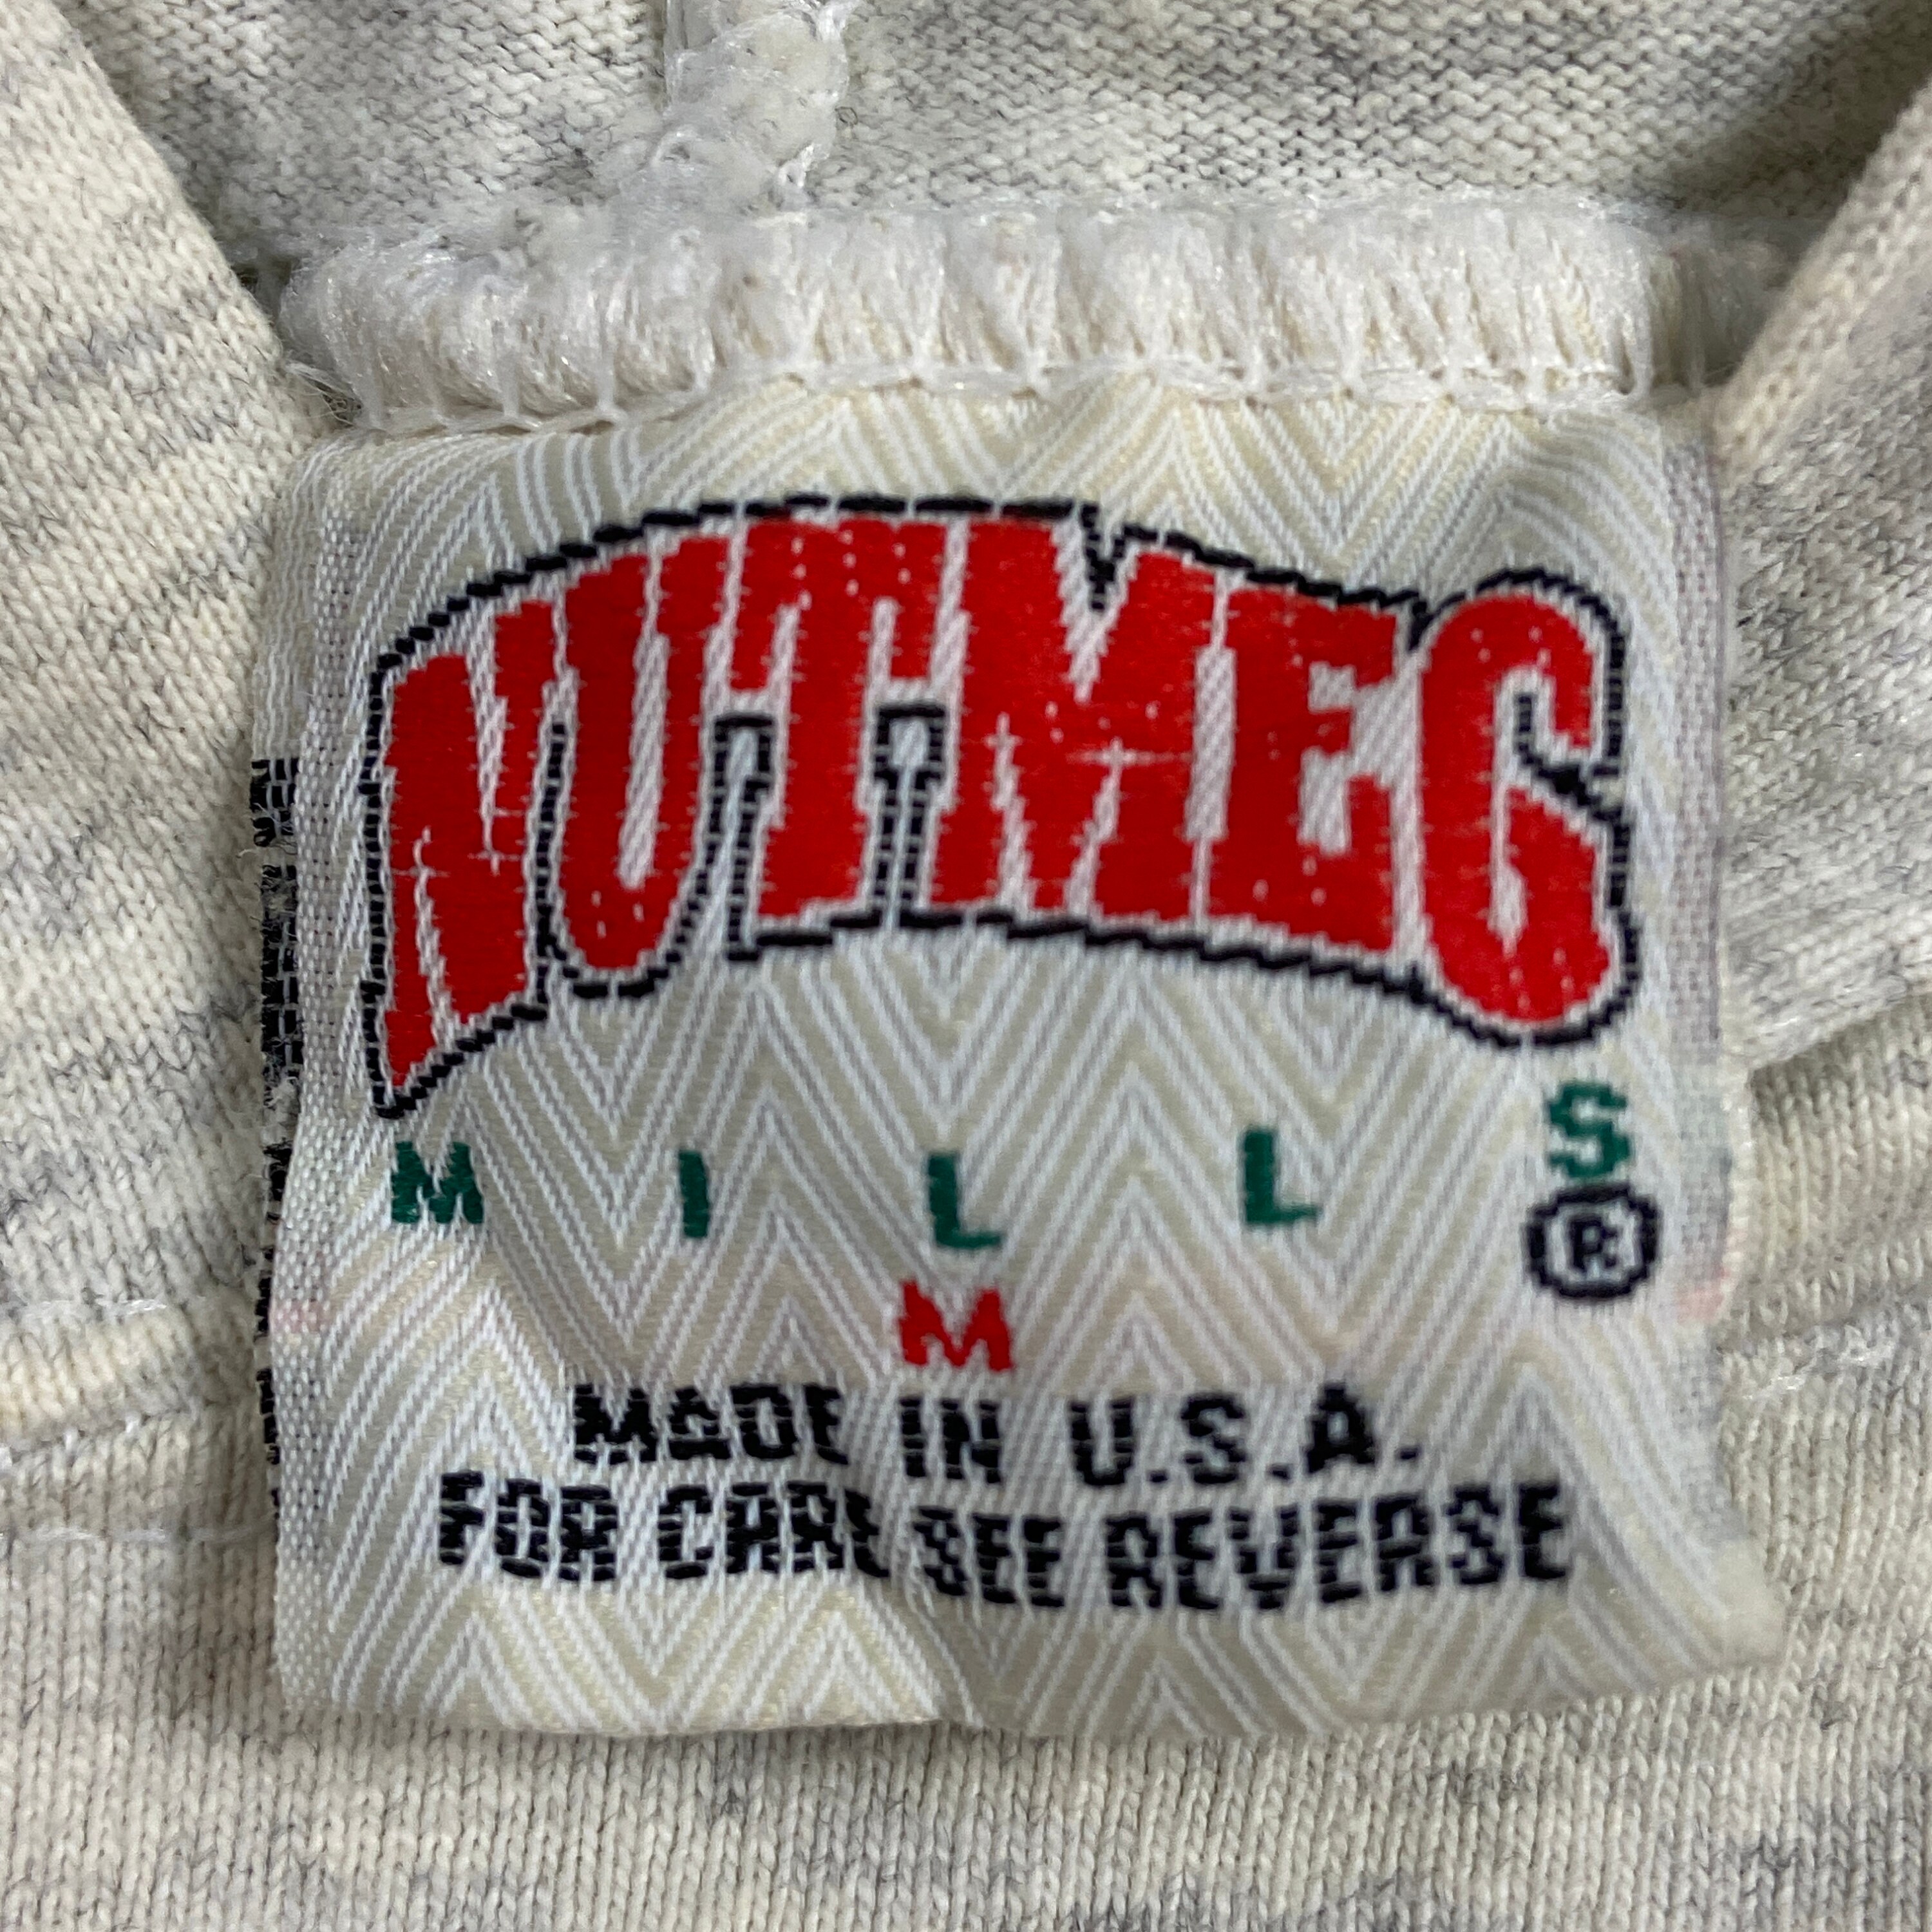 NUTMEG
MILLS
®
M
MADE IN U.S.A.
FOR CARE SEE REVERSE